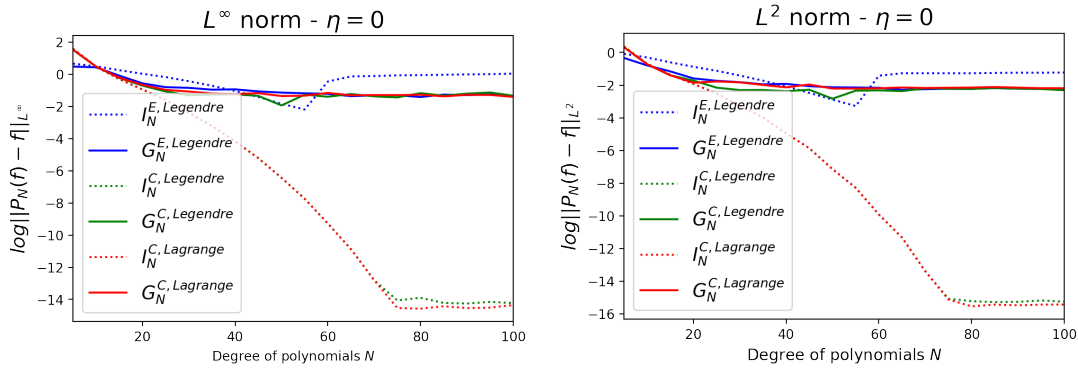 L^∞ norm - η = 0
log||P_N(f) − f||_{L^∞}
2
0
−2
−4
−6
−8
−10
−12
−14
I_N^{E, Legendre}
G_N^{E, Legendre}
I_N^{C, Legendre}
G_N^{C, Legendre}
I_N^{C, Lagrange}
G_N^{C, Lagrange}
20 40 60 80 100
Degree of polynomials N
L^2 norm - η = 0
log||P_N(f) − f||_{L^2}
0
−2
−4
−6
−8
−10
−12
−14
−16
I_N^{E, Legendre}
G_N^{E, Legendre}
I_N^{C, Legendre}
G_N^{C, Legendre}
I_N^{C, Lagrange}
G_N^{C, Lagrange}
20 40 60 80 100
Degree of polynomials N